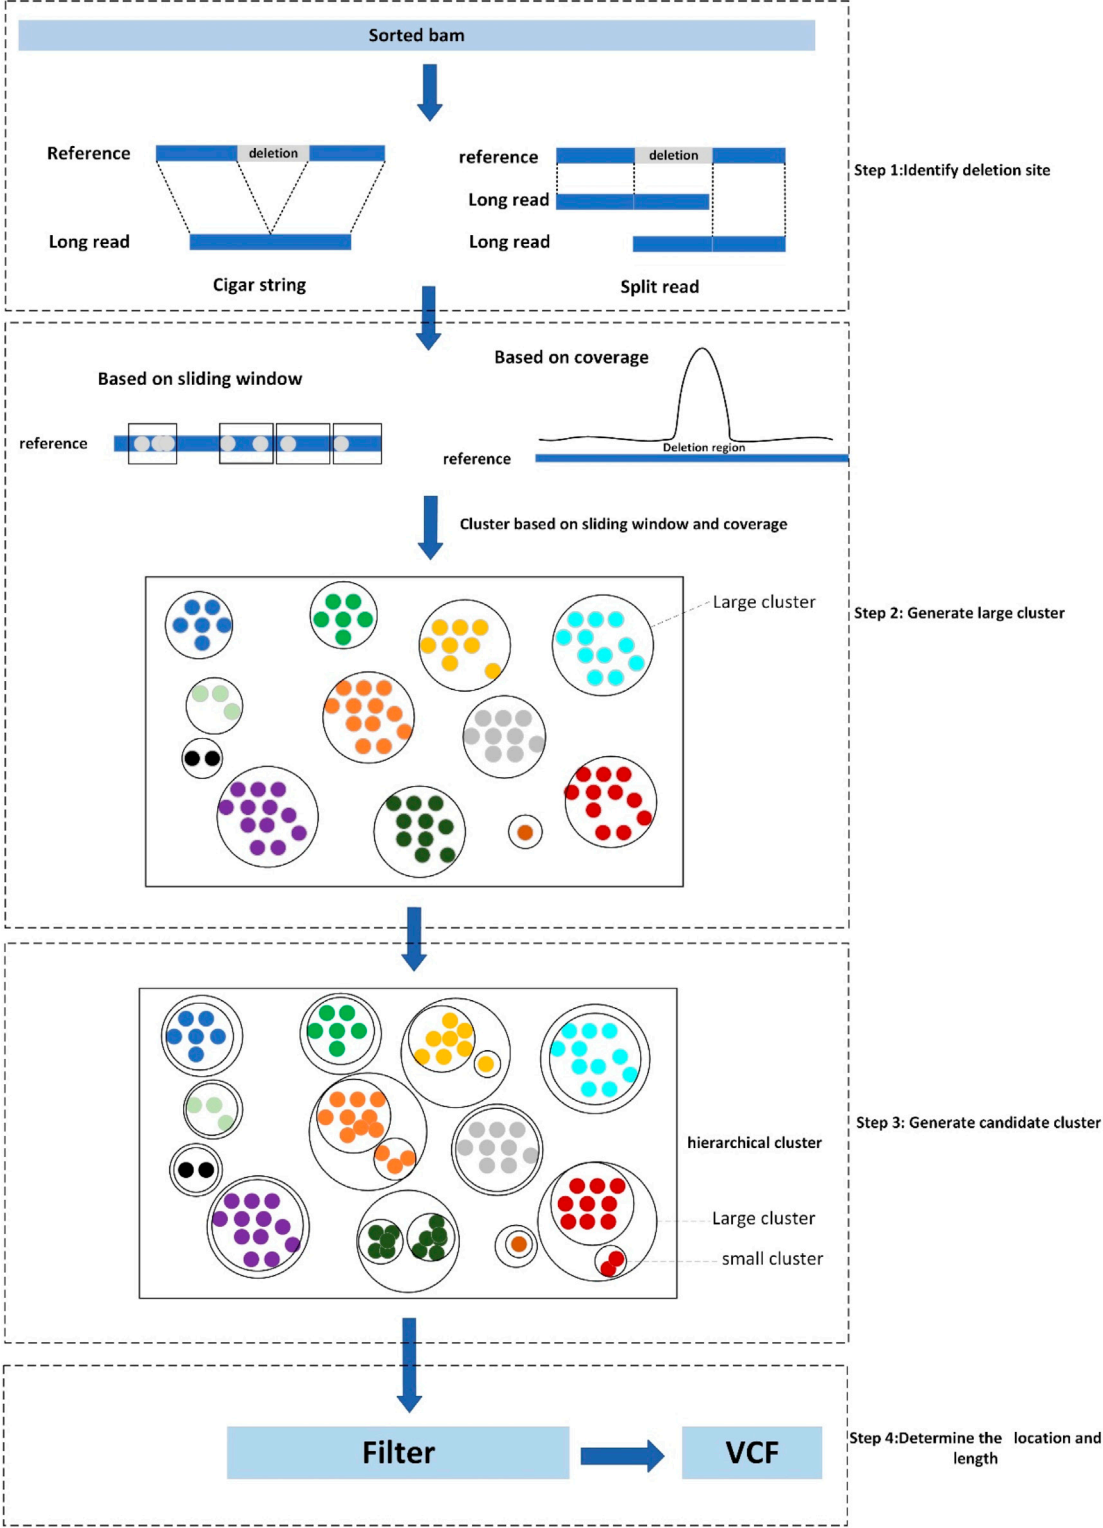 Sorted bam
Reference
deletion
Long read
Cigar string
reference
deletion
Long read
Long read
Split read
Step 1:Identify deletion site
Based on sliding window
reference
Based on coverage
Deletion region
reference
Cluster based on sliding window and coverage
Large cluster
Step 2: Generate large cluster
hierarchical cluster
Large cluster
small cluster
Step 3: Generate candidate cluster
Filter
VCF
Step 4:Determine the location and
length